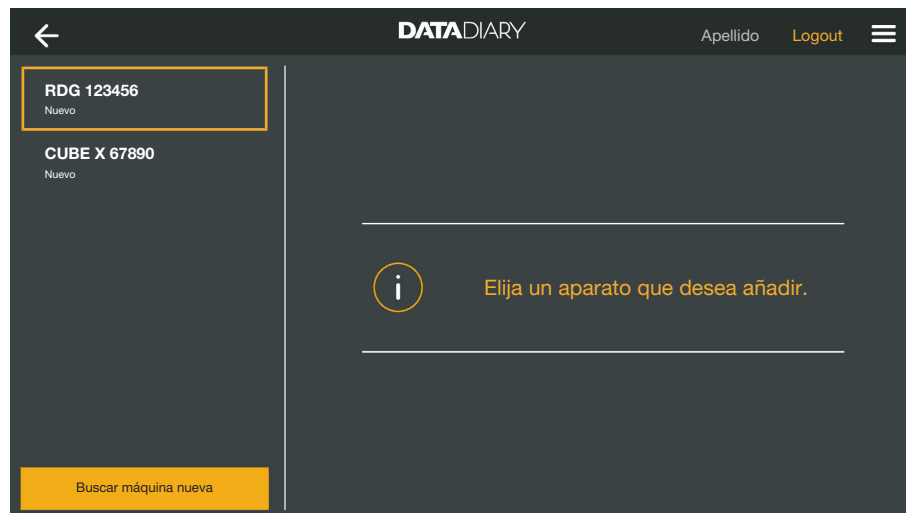 DATADIARY
Apellido
Logout
RDG 123456
Nuevo
CUBE X 67890
Nuevo
i
Elija un aparato que desea añadir.
Buscar máquina nueva